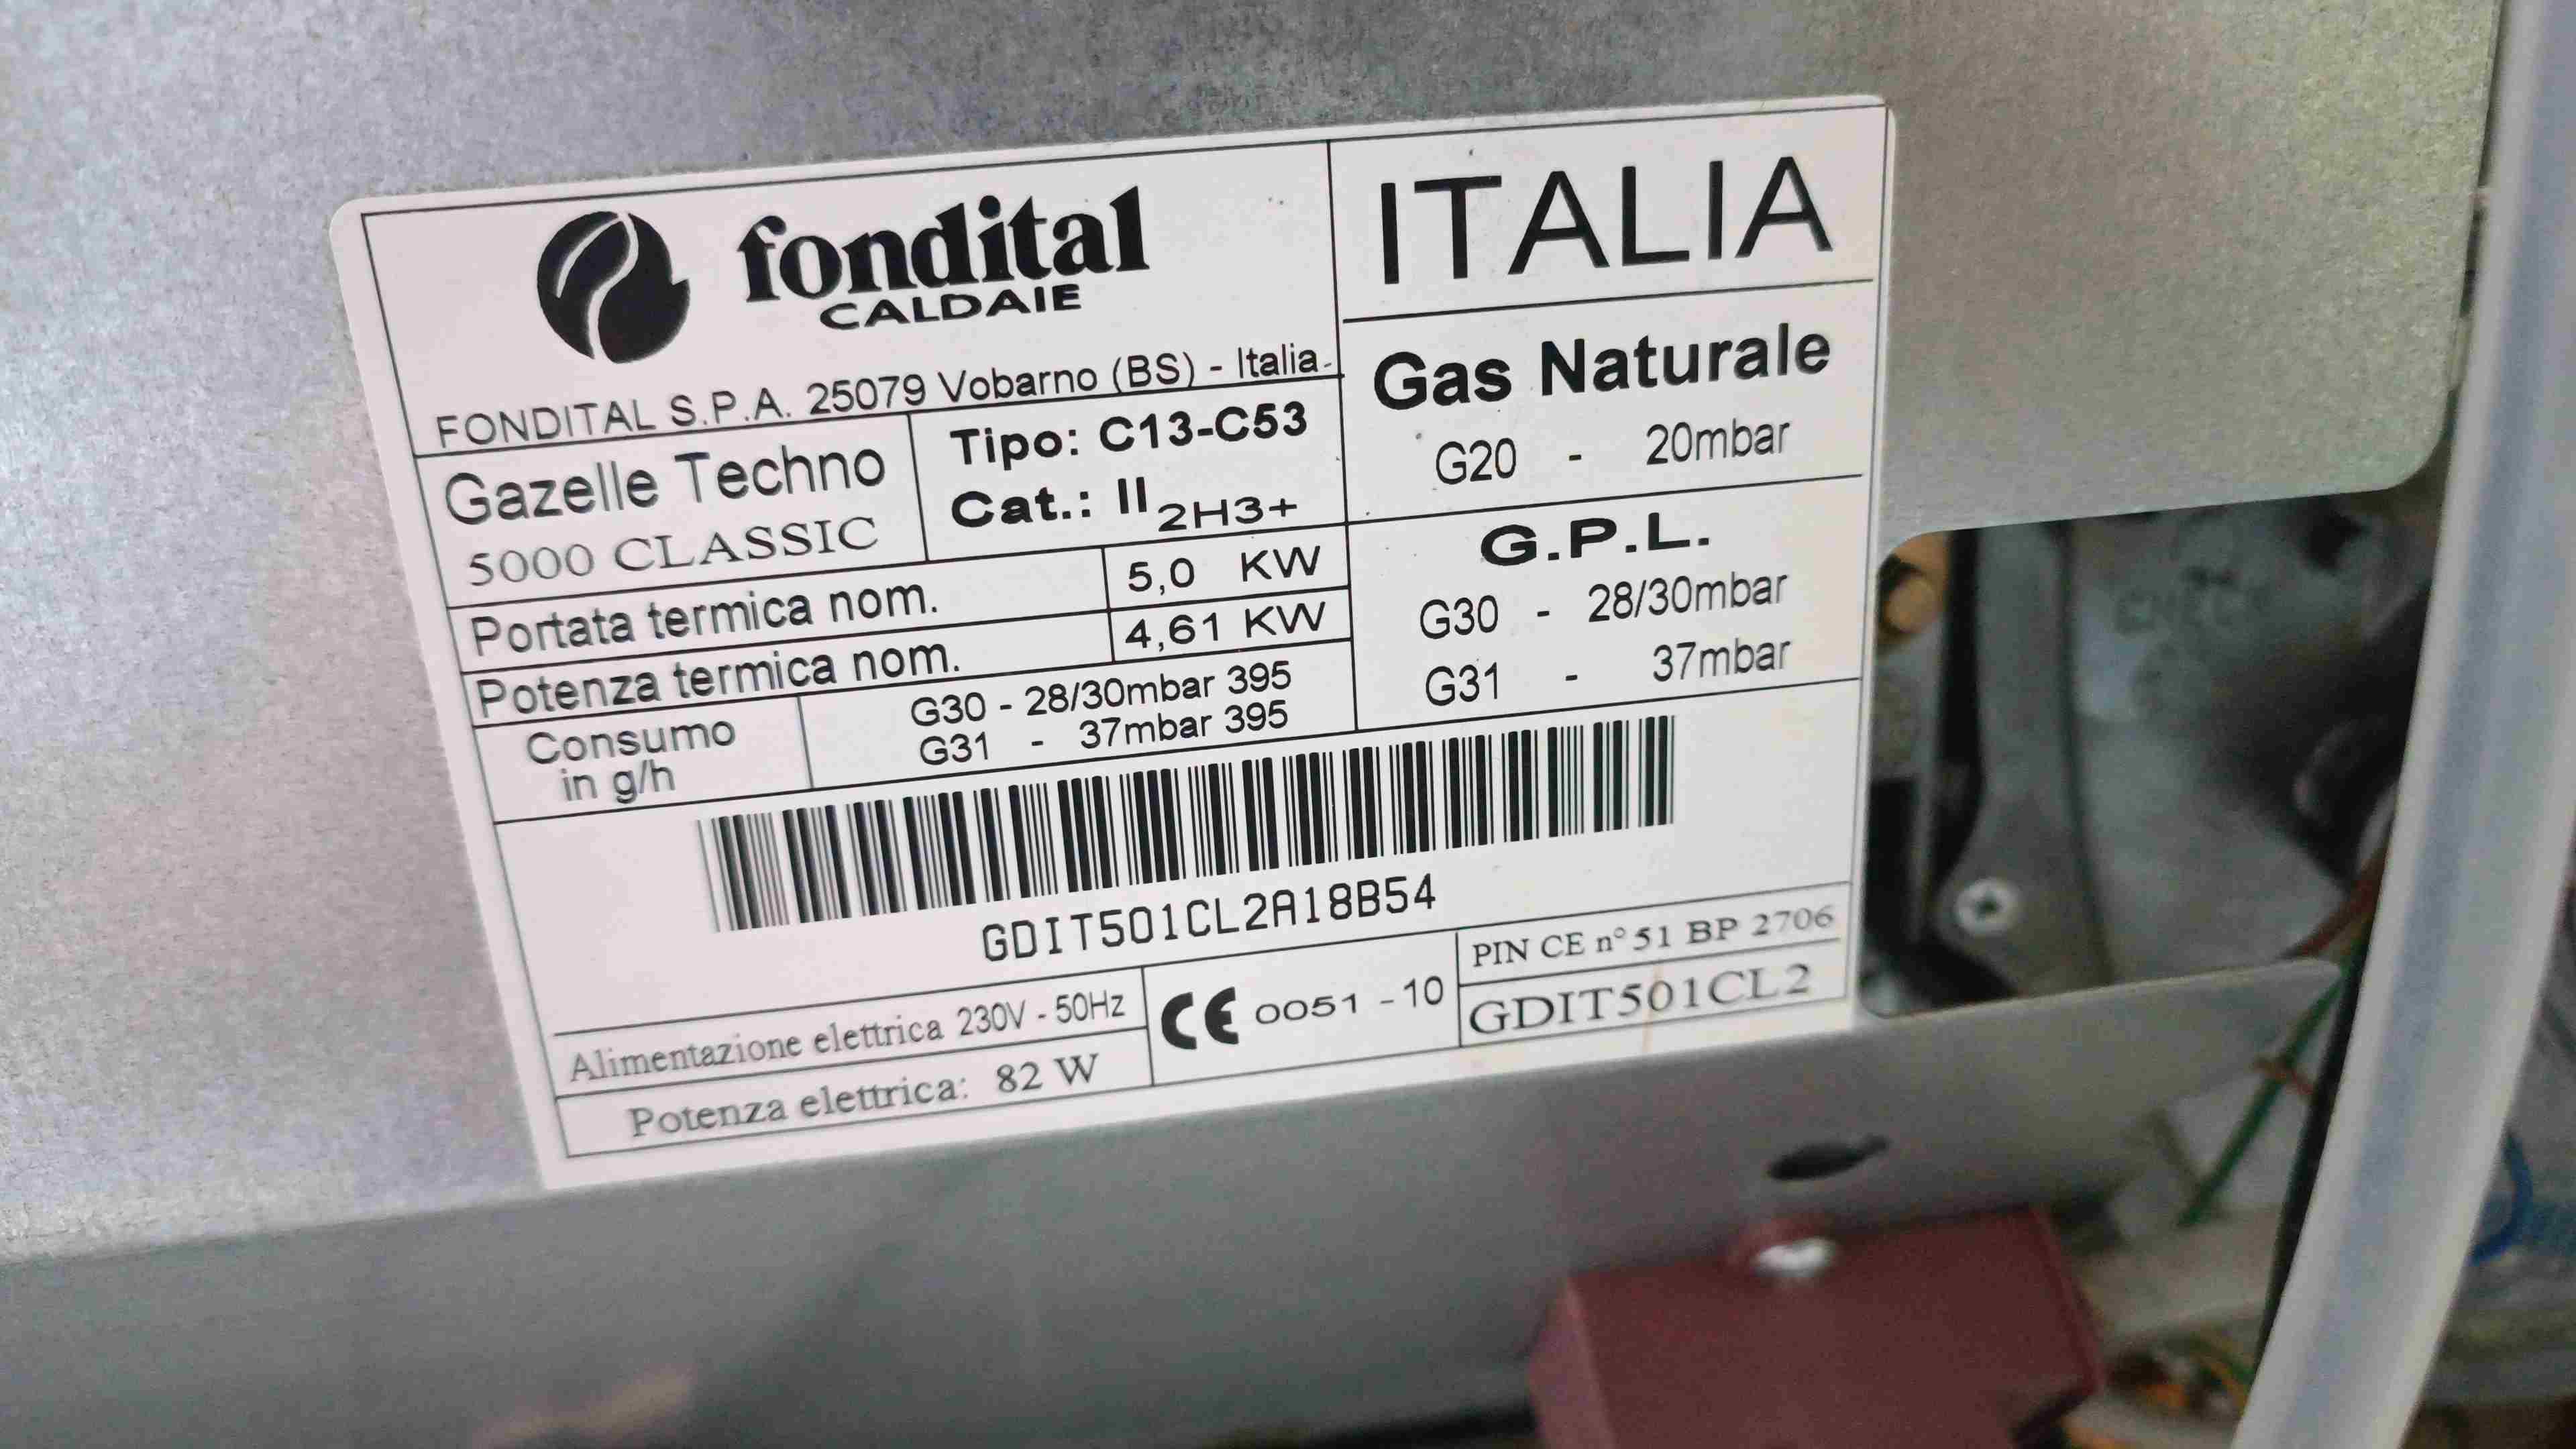 fondital
CALDAIE
FONDITAL S.P.A. 25079 Vobarno (BS) - Italia-
Gazelle Techno
5000 CLASSIC
Tipo: C13-C53
Cat.: II 2H3+
Portata termica nom. 5,0 KW
Potenza termica nom. 4,61 KW
Consumo
in g/h
G30 - 28/30mbar 395
G31 - 37mbar 395
ITALIA
Gas Naturale
G20 - 20mbar
G.P.L.
G30 - 28/30mbar
G31 - 37mbar
GDIT501CL2A18B54
Alimentazione elettrica 230V - 50Hz
Potenza elettrica: 82 W
CE 0051 - 10
PIN CE n° 51 BP 2706
GDIT501CL2